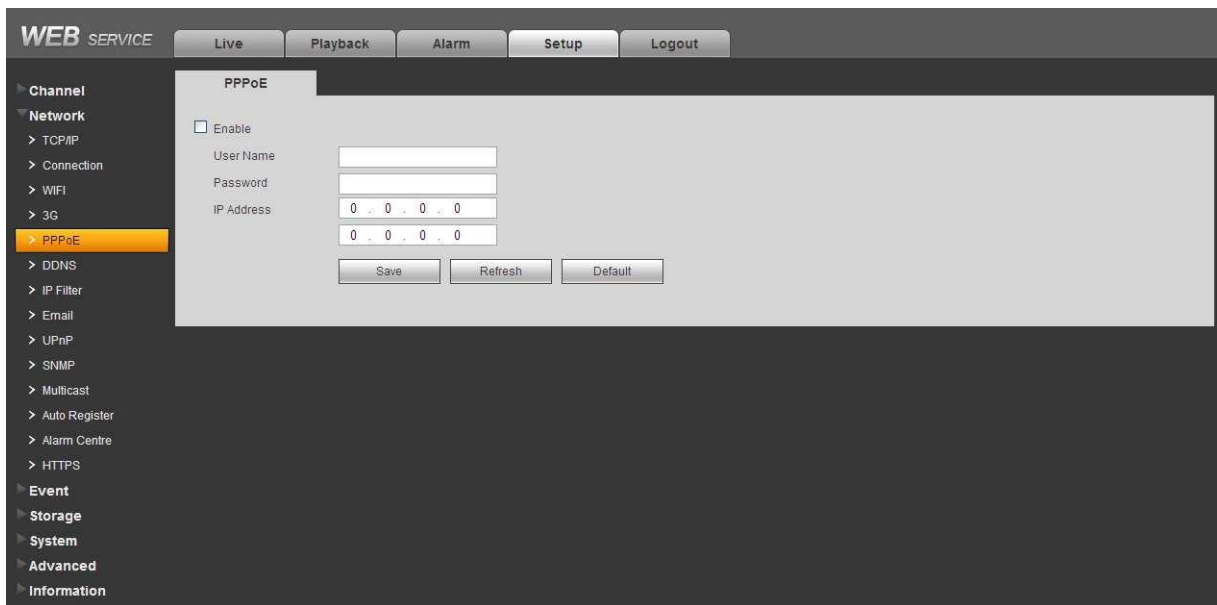 WEB SERVICE
Live Playback Alarm Setup Logout
Channel
Network
> TCP/IP
> Connection
> WIFI
> 3G
> PPPoE
> DDNS
> IP Filter
> Email
> UPnP
> SNMP
> Multicast
> Auto Register
> Alarm Centre
> HTTPS
Event
Storage
System
Advanced
Information
PPPoE
Enable
User Name
Password
IP Address 0 . 0 . 0 . 0
0 . 0 . 0 . 0
Save Refresh Default